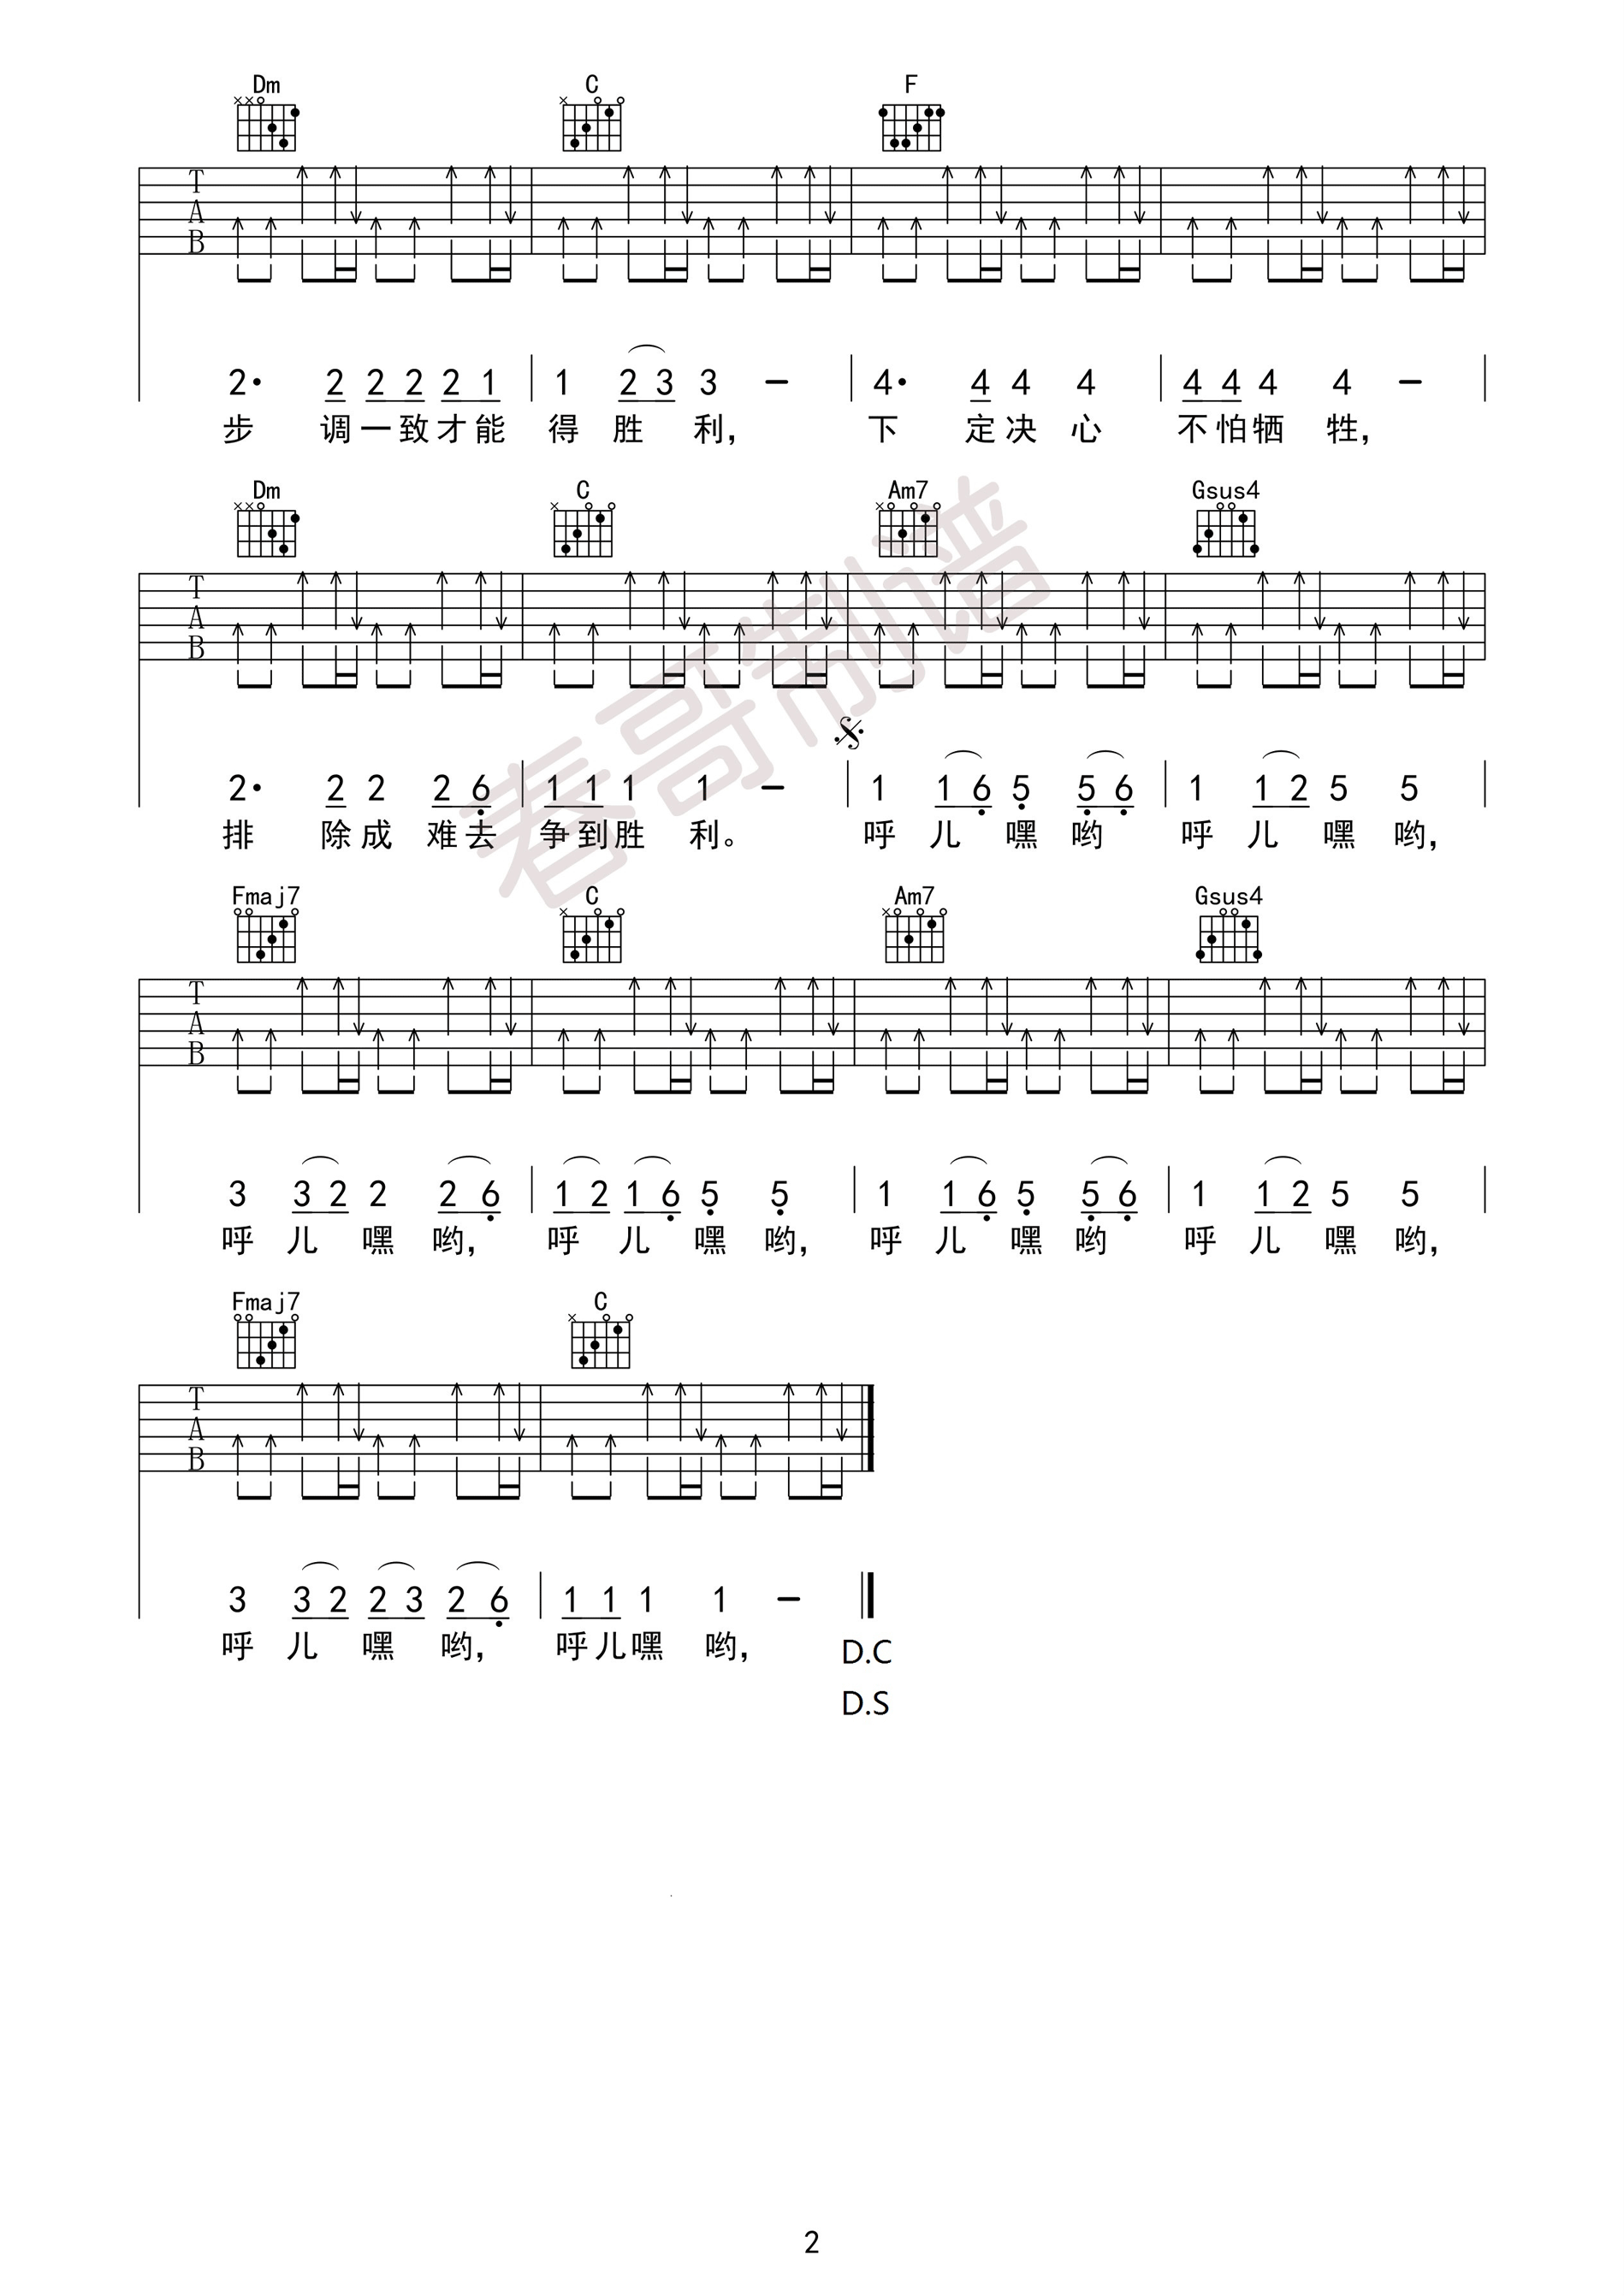 Dm C F
T
A
B
2· 2 2 2 2 1 1 2 3 3 - 4· 4 4 4 4 4 4 4 -
步 调一致才能 得 胜 利， 下 定决 心 不怕牺 牲，
Dm C Am7 Gsus4
T
A
B
2· 2 2 2 6 1 1 1 1 - 1 1 6 5 5 6 1 1 2 5 5
排 除成 难去 争到胜 利。 呼 儿 嘿 哟 呼 儿 嘿 哟，
Fmaj7 C Am7 Gsus4
T
A
B
3 3 2 2 2 6 1 2 1 6 5 5 1 1 6 5 5 6 1 1 2 5 5
呼 儿 嘿 哟， 呼 儿 嘿 哟， 呼 儿 嘿 哟 呼 儿 嘿 哟，
Fmaj7 C
T
A
B
3 3 2 2 3 2 6 1 1 1 1 -
呼 儿 嘿 哟， 呼儿嘿 哟， D.C
D.S
春哥制谱
2